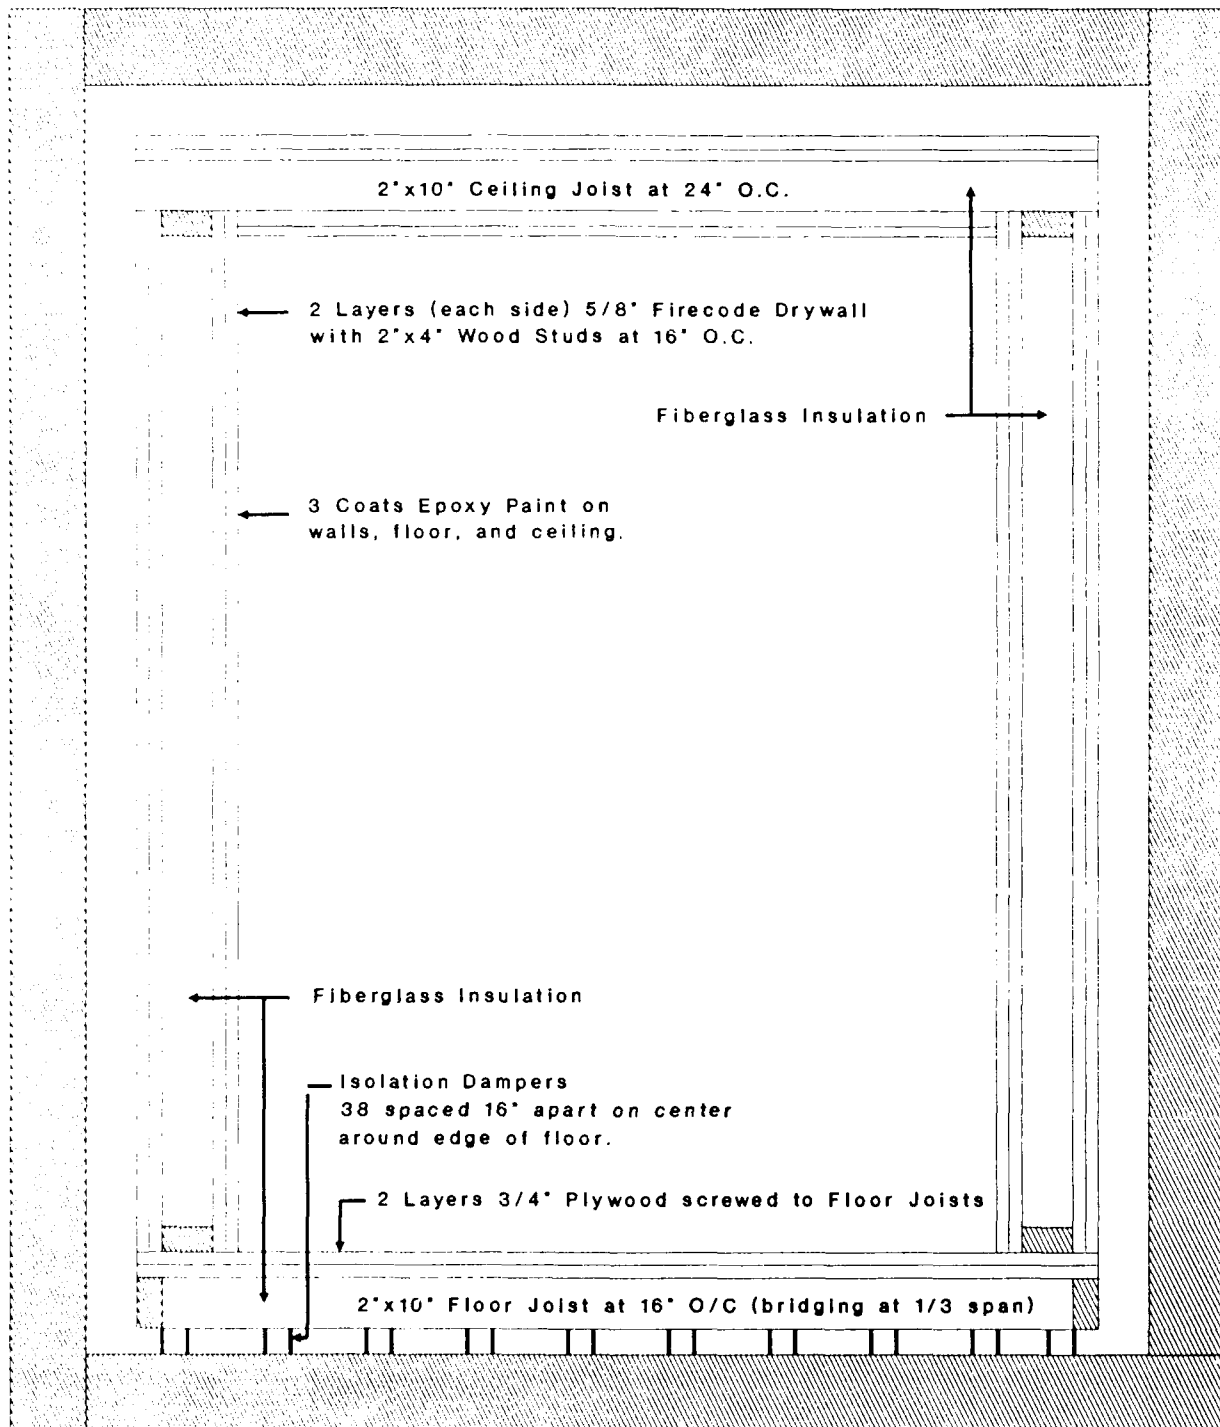 2"x10" Ceiling Joist at 24" O.C.
2 Layers (each side) 5/8" Firecode Drywall
with 2"x4" Wood Studs at 16" O.C.
Fiberglass Insulation
3 Coats Epoxy Paint on
walls, floor, and ceiling.
Fiberglass Insulation
Isolation Dampers
38 spaced 16" apart on center
around edge of floor.
2 Layers 3/4" Plywood screwed to Floor Joists
2"x10" Floor Joist at 16" O/C (bridging at 1/3 span)